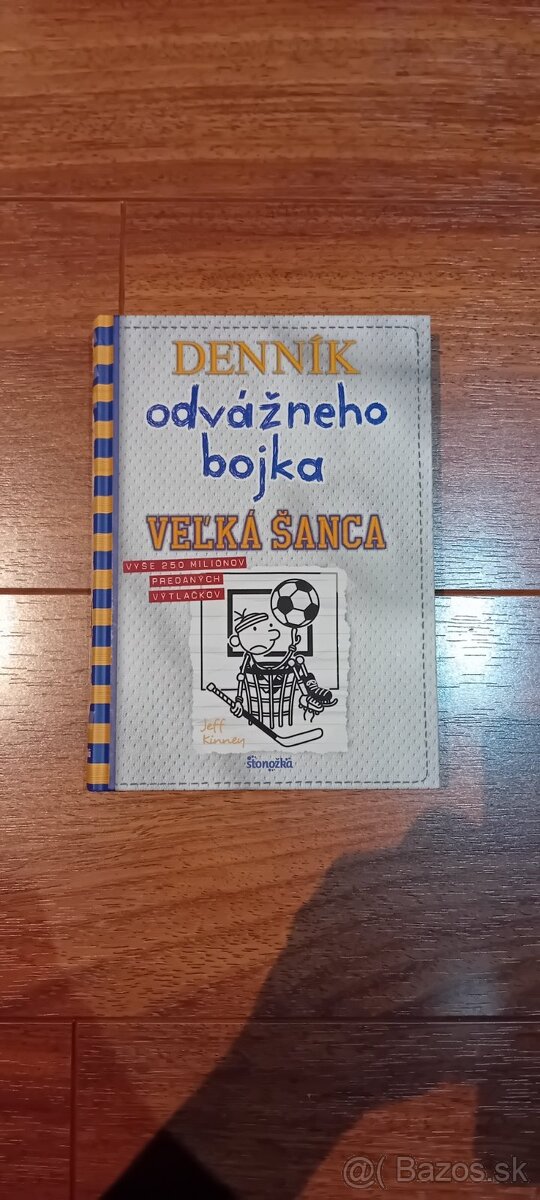 DENNÍK
odvážneho
bojka
VEĽKÁ ŠANCA
VYŠE 250 MILIÓNOV
PREDANÝCH
VÝTLAČKOV
Jeff
Kinney
stonožka
@( Bazos.sk